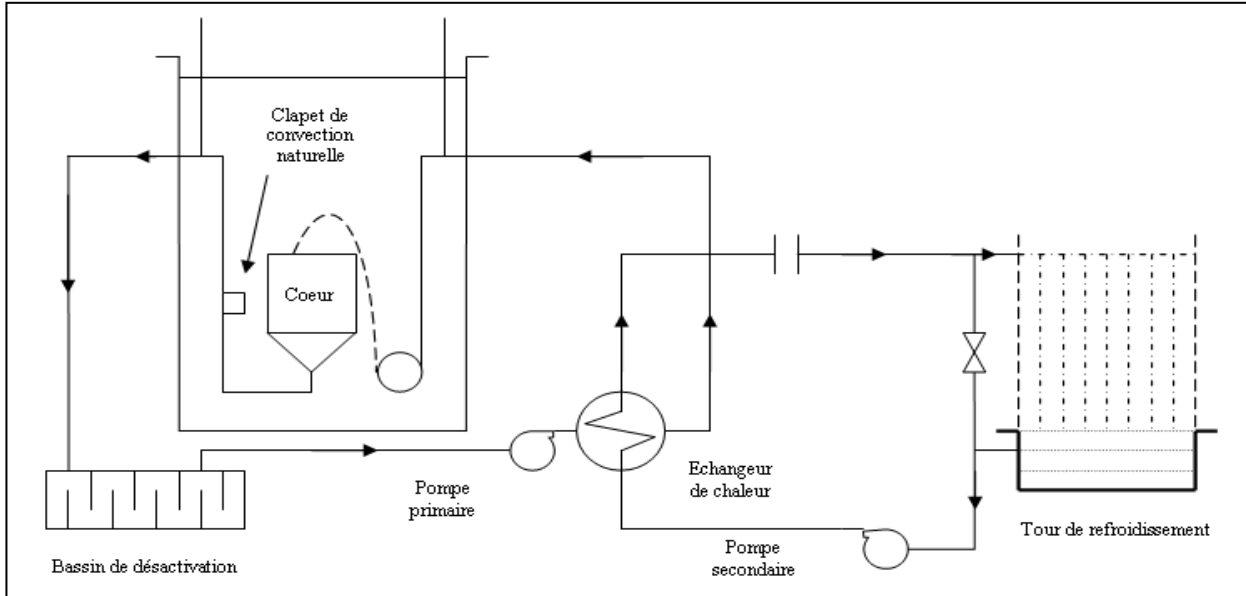 Clapet de
convection
naturelle
Coeur
Pompe
primaire
Echangeur
de chaleur
Tour de refroidissement
Pompe
secondaire
Bassin de désactivation